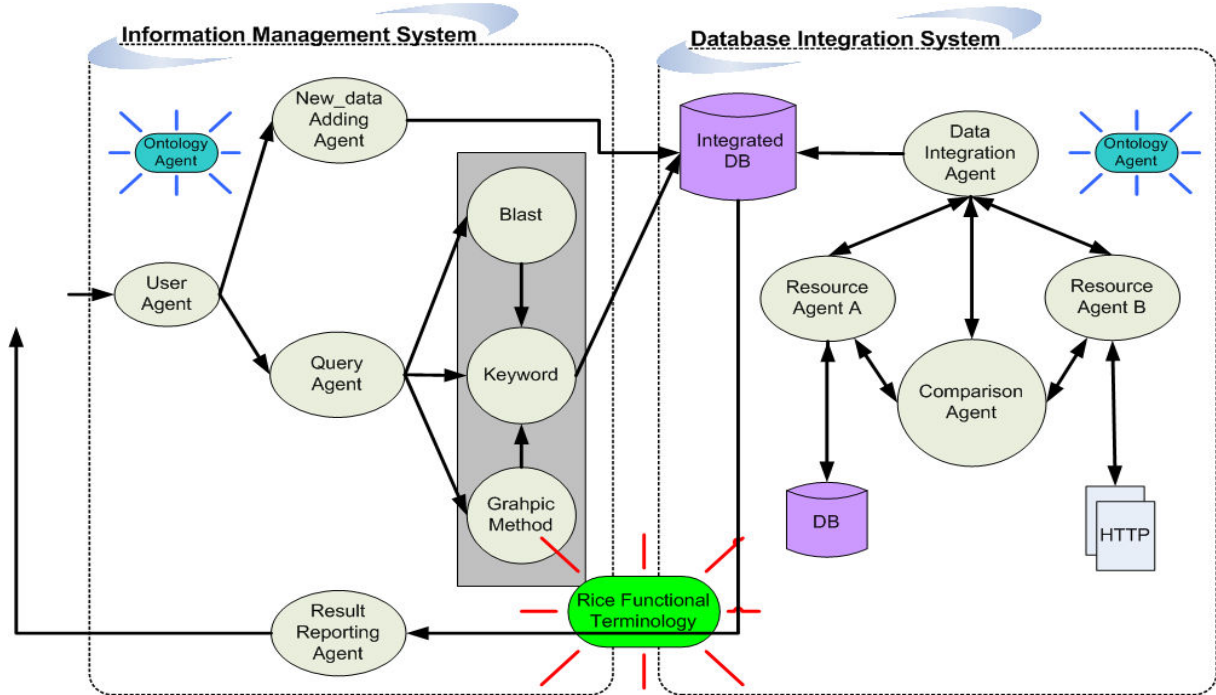 Information Management System
Database Integration System
New_data
Adding
Agent
Ontology
Agent
Integrated
DB
Data
Integration
Agent
Ontology
Agent
Blast
User
Agent
Resource
Agent A
Resource
Agent B
Query
Agent
Keyword
Comparison
Agent
Grahpic
Method
DB
HTTP
Rice Functional
Terminology
Result
Reporting
Agent